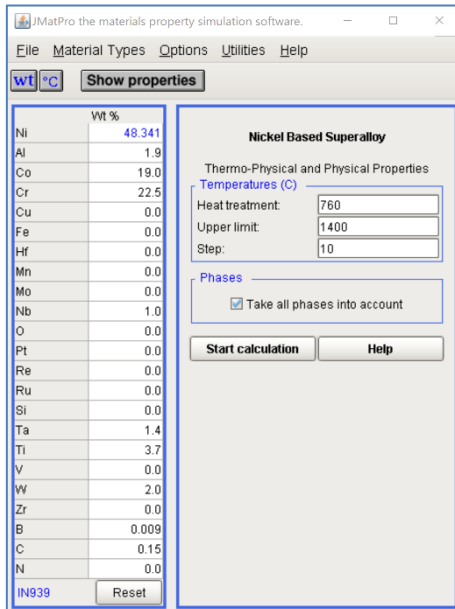 JMatPro the materials property simulation software.
File Material Types Options Utilities Help
wt °C Show properties
Wt %
Ni 48.341
Al 1.9
Co 19.0
Cr 22.5
Cu 0.0
Fe 0.0
Hf 0.0
Mn 0.0
Mo 0.0
Nb 1.0
O 0.0
Pt 0.0
Re 0.0
Ru 0.0
Si 0.0
Ta 1.4
Ti 3.7
V 0.0
W 2.0
Zr 0.0
B 0.009
C 0.15
N 0.0
IN939 Reset
Nickel Based Superalloy
Thermo-Physical and Physical Properties
Temperatures (C)
Heat treatment: 760
Upper limit: 1400
Step: 10
Phases
Take all phases into account
Start calculation Help